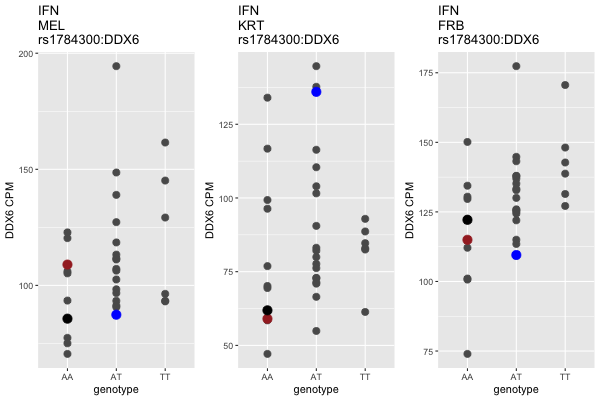 IFN
MEL
rs1784300:DDX6
200
150
100
DDX6 CPM
AA AT TT
genotype
IFN
KRT
rs1784300:DDX6
125
100
75
50
DDX6 CPM
AA AT TT
genotype
IFN
FRB
rs1784300:DDX6
175
150
125
100
75
DDX6 CPM
AA AT TT
genotype